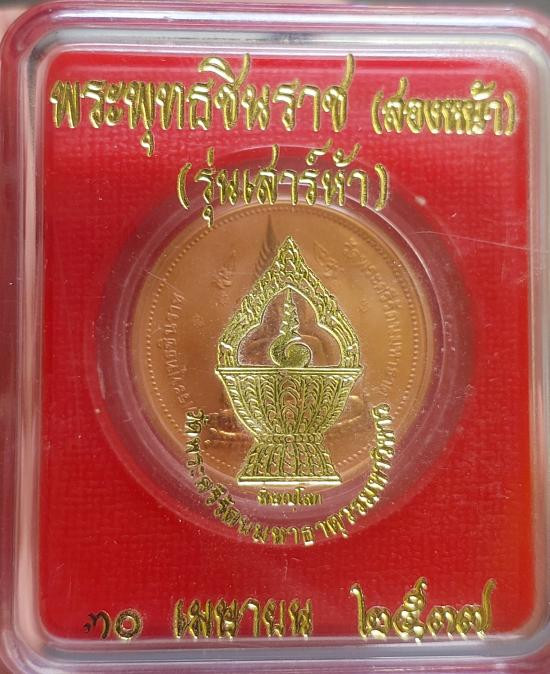 พระพุทธชินราช (สองหน้า)
(รุ่นเสาร์ห้า)
พิษณุโลก
วัดพระศรีรัตนมหาธาตุวรมหาวิหาร
๓๐ เมษายน ๒๕๓๗